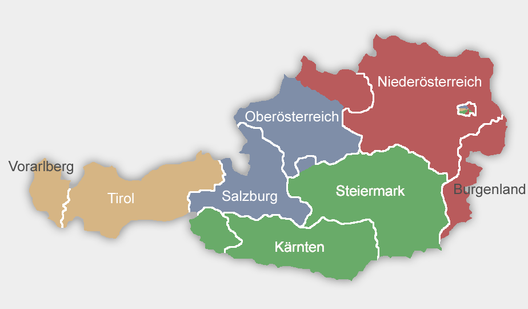 Niederösterreich
Oberösterreich
Vorarlberg
Tirol
Salzburg
Steiermark
Burgenland
Kärnten